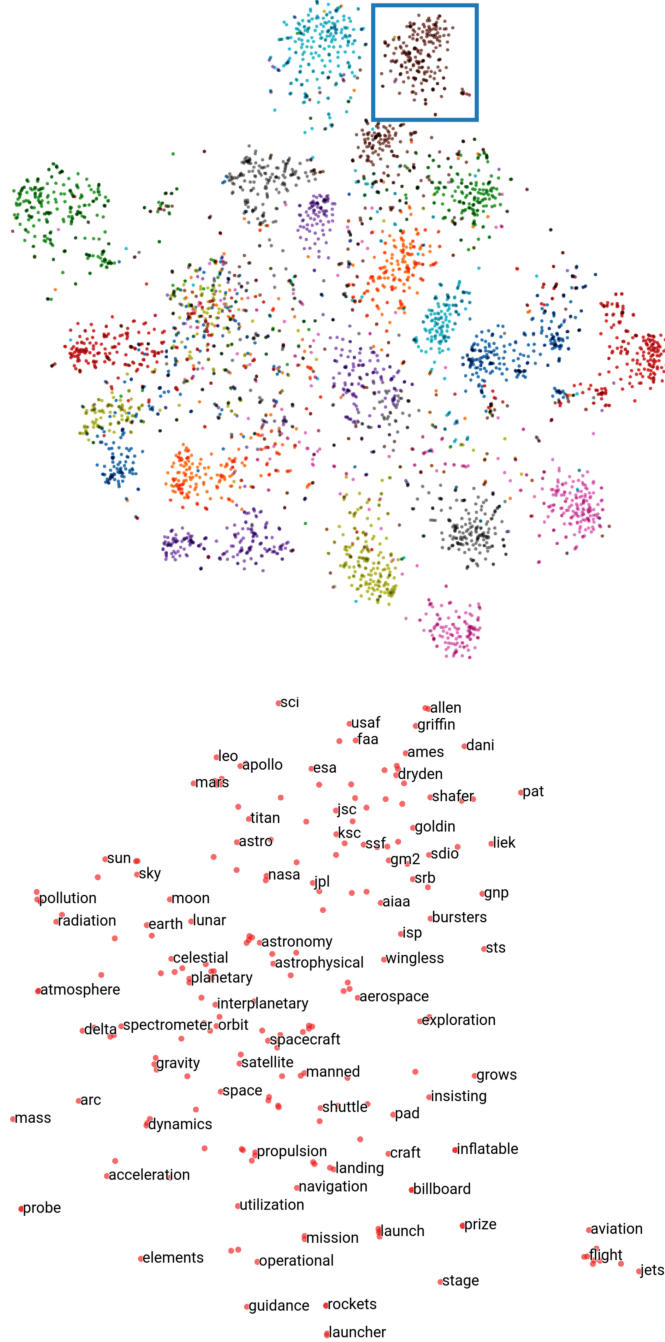 sci
allen
usaf
griffin
faa
dani
ames
leo
apollo
esa
dryden
mars
pat
shafer
jsc
titan
goldin
ksc
astro
ssf
liek
sdio
sun
gm2
sky
nasa
srb
jpl
gnp
pollution
moon
aiaa
radiation
earth
lunar
bursters
isp
astronomy
sts
celestial
wingless
astrophysical
planetary
atmosphere
aerospace
interplanetary
exploration
delta
spectrometer
orbit
spacecraft
gravity
satellite
manned
grows
space
arc
insisting
shuttle
mass
pad
dynamics
propulsion
craft
inflatable
landing
acceleration
navigation
billboard
utilization
probe
prize
launch
aviation
mission
elements
operational
flight
jets
stage
guidance
rockets
launcher